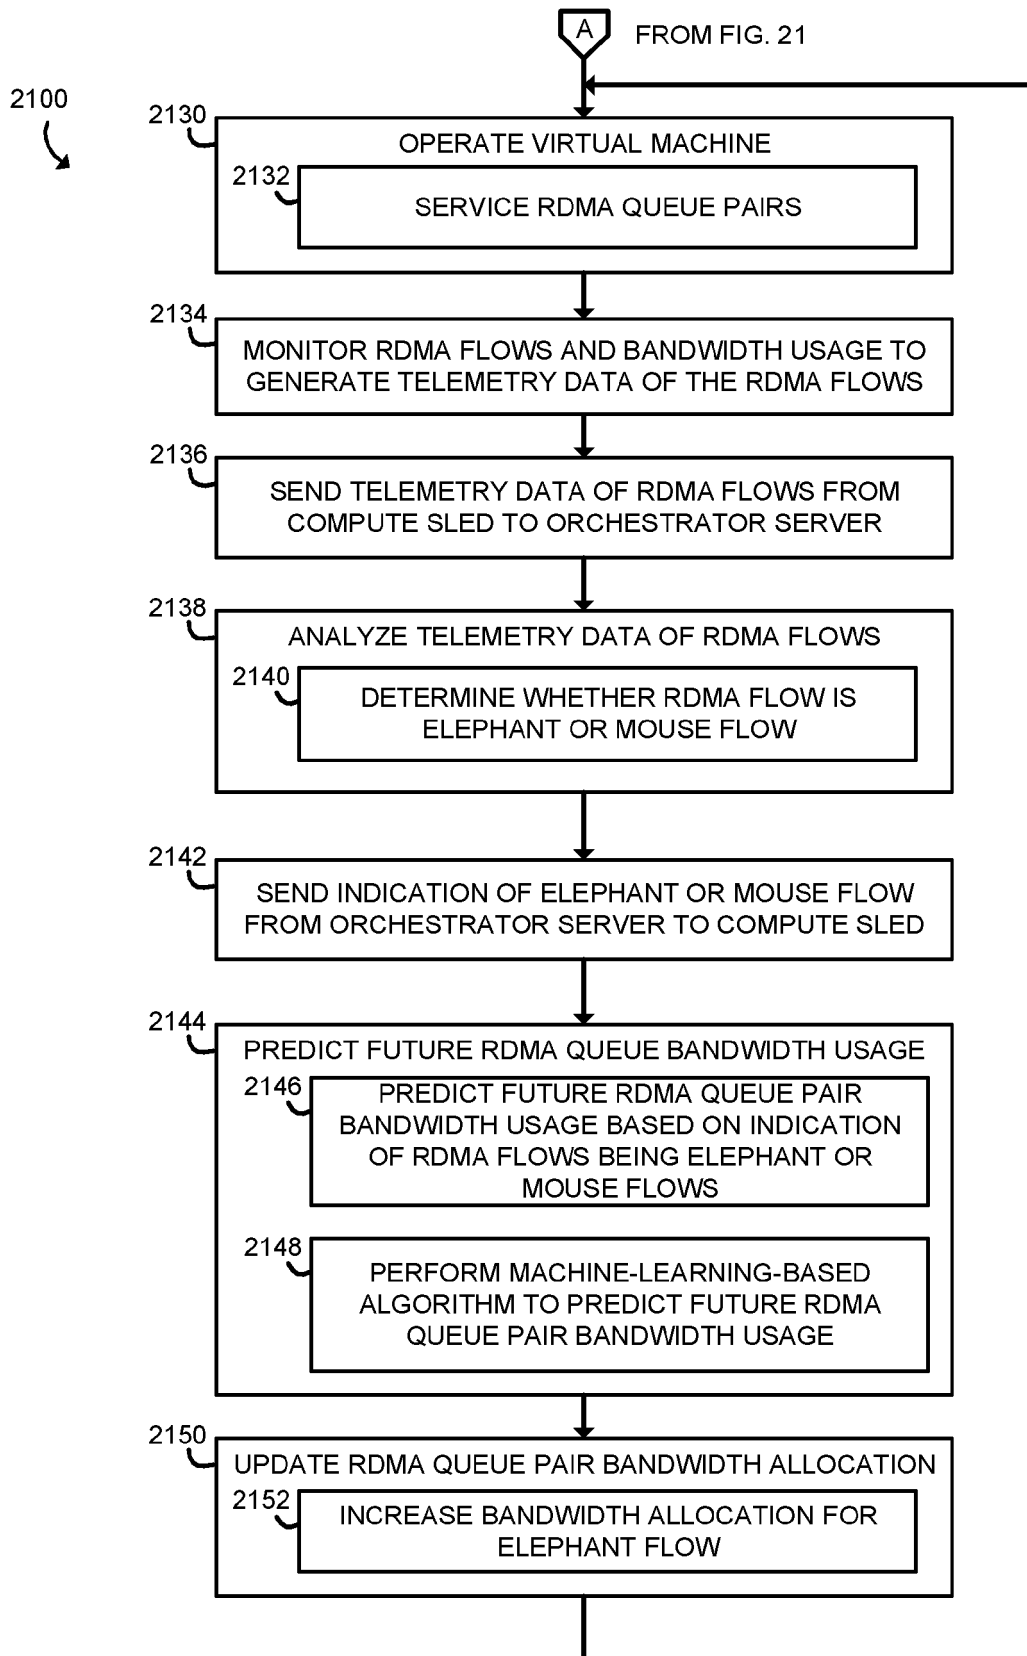 A
FROM FIG. 21
2100
2130
OPERATE VIRTUAL MACHINE
2132
SERVICE RDMA QUEUE PAIRS
2134
MONITOR RDMA FLOWS AND BANDWIDTH USAGE TO
GENERATE TELEMETRY DATA OF THE RDMA FLOWS
2136
SEND TELEMETRY DATA OF RDMA FLOWS FROM
COMPUTE SLED TO ORCHESTRATOR SERVER
2138
ANALYZE TELEMETRY DATA OF RDMA FLOWS
2140
DETERMINE WHETHER RDMA FLOW IS
ELEPHANT OR MOUSE FLOW
2142
SEND INDICATION OF ELEPHANT OR MOUSE FLOW
FROM ORCHESTRATOR SERVER TO COMPUTE SLED
2144
PREDICT FUTURE RDMA QUEUE BANDWIDTH USAGE
2146
PREDICT FUTURE RDMA QUEUE PAIR
BANDWIDTH USAGE BASED ON INDICATION
OF RDMA FLOWS BEING ELEPHANT OR
MOUSE FLOWS
2148
PERFORM MACHINE-LEARNING-BASED
ALGORITHM TO PREDICT FUTURE RDMA
QUEUE PAIR BANDWIDTH USAGE
2150
UPDATE RDMA QUEUE PAIR BANDWIDTH ALLOCATION
2152
INCREASE BANDWIDTH ALLOCATION FOR
ELEPHANT FLOW